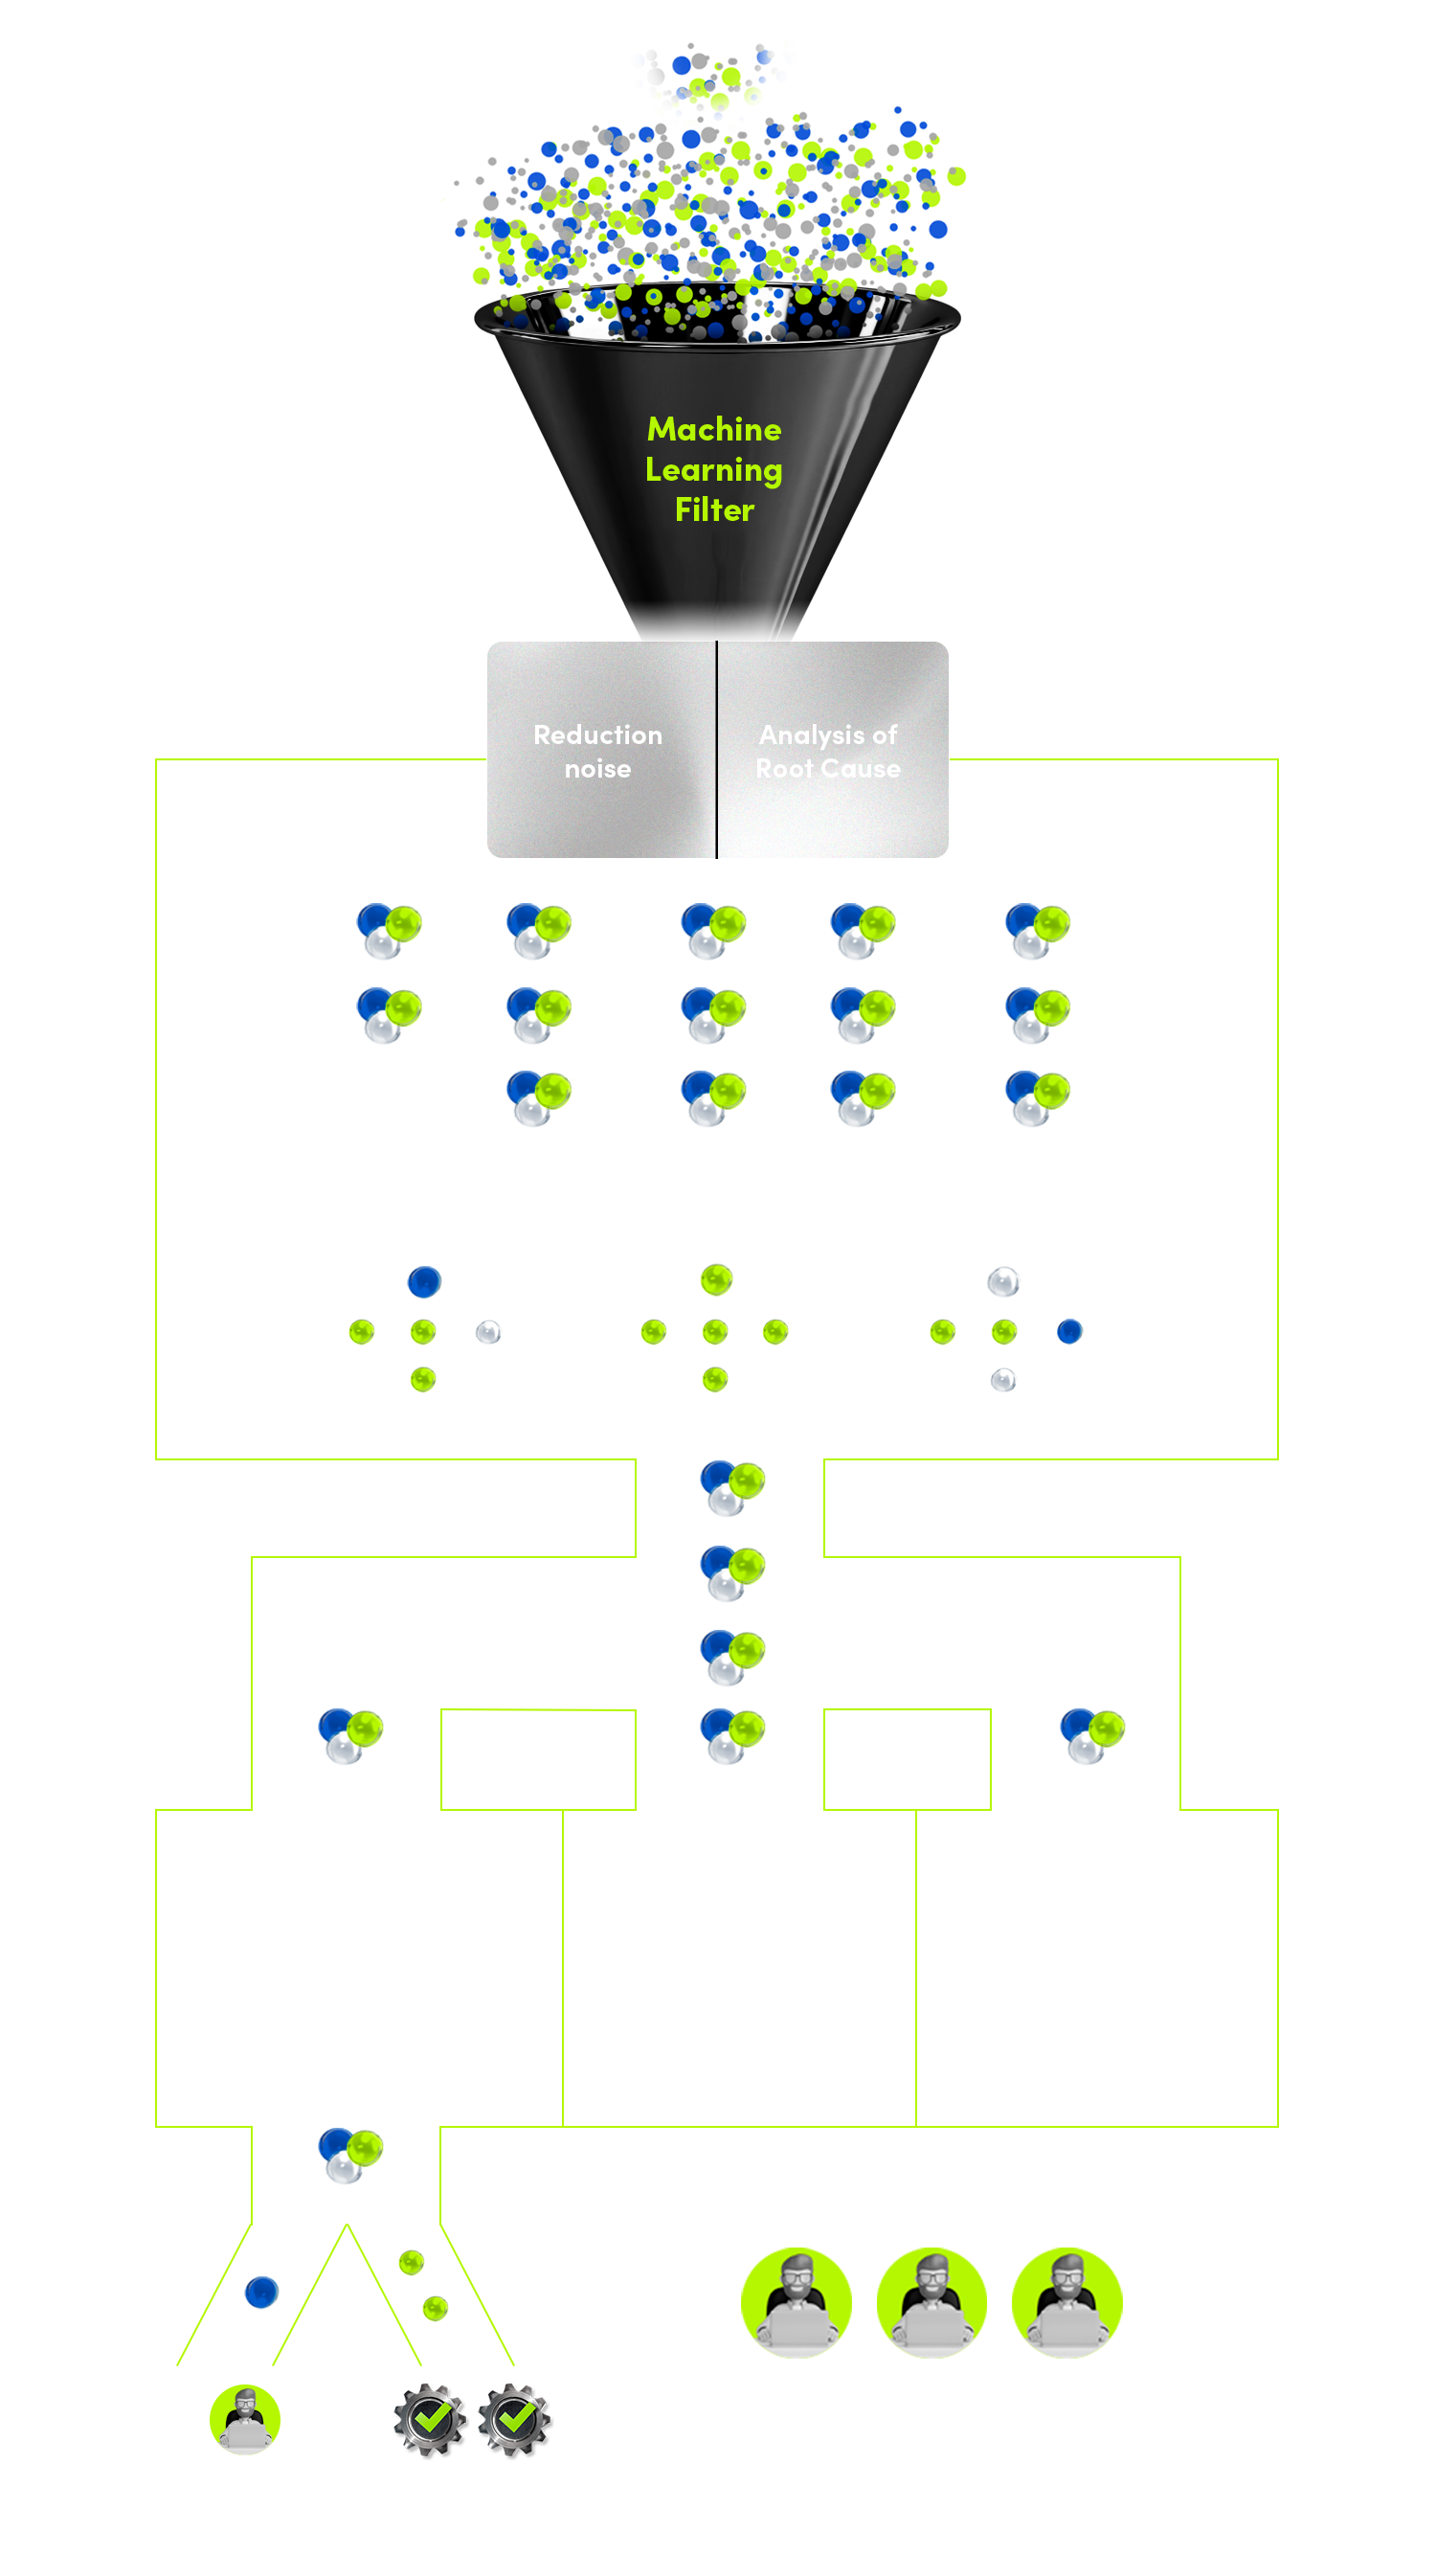 Machine
Learning
Filter
Reduction
noise
Analysis of
Root Cause